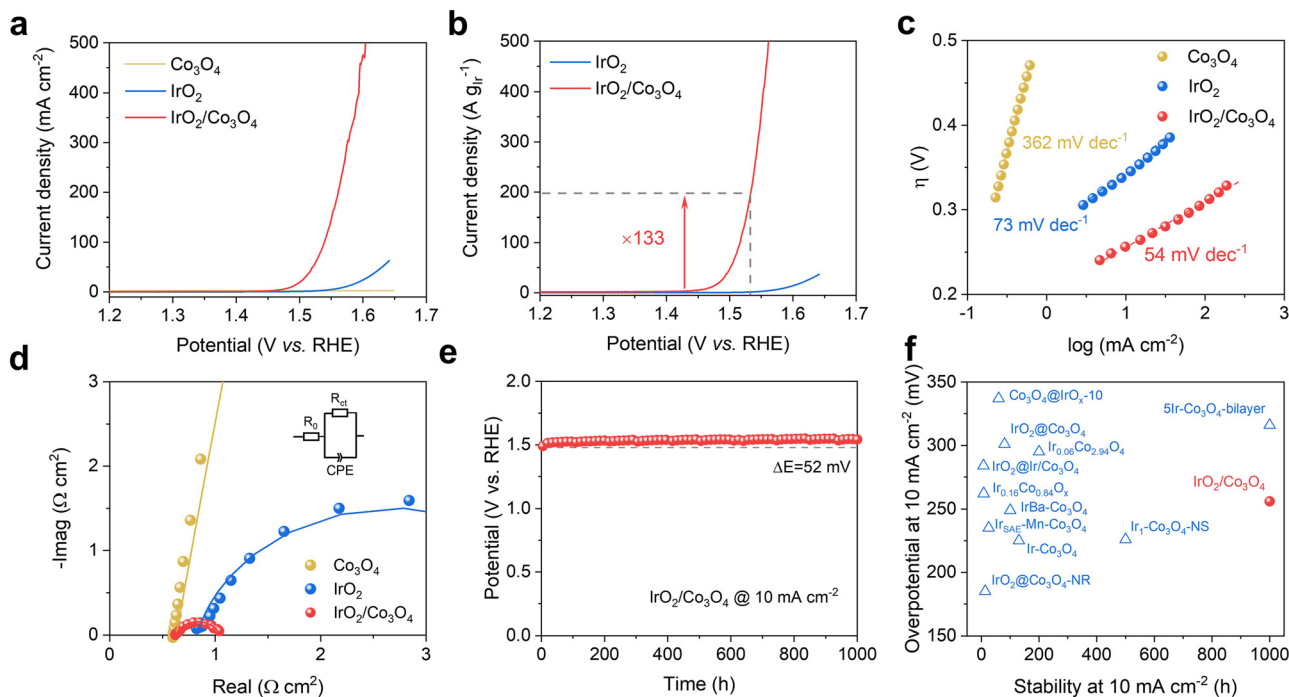 a
Co₃O₄
IrO₂
IrO₂/Co₃O₄
500
400
300
200
100
0
1.2 1.3 1.4 1.5 1.6 1.7
Current density (mA cm⁻²)
Potential (V vs. RHE)
b
IrO₂
IrO₂/Co₃O₄
×133
500
400
300
200
100
0
1.2 1.3 1.4 1.5 1.6 1.7
Current density (A g_Ir⁻¹)
Potential (V vs. RHE)
c
Co₃O₄
IrO₂
IrO₂/Co₃O₄
362 mV dec⁻¹
73 mV dec⁻¹
54 mV dec⁻¹
0.5
0.4
0.3
0.2
-1 0 1 2 3
η (V)
log (mA cm⁻²)
d
R₀
R_ct
CPE
Co₃O₄
IrO₂
IrO₂/Co₃O₄
3
2
1
0
0 1 2 3
-Imag (Ω cm²)
Real (Ω cm²)
e
ΔE=52 mV
IrO₂/Co₃O₄ @ 10 mA cm⁻²
2.0
1.5
1.0
0.5
0.0
0 200 400 600 800 1000
Potential (V vs. RHE)
Time (h)
f
Co₃O₄@IrOₓ-10
5Ir-Co₃O₄-bilayer
IrO₂@Co₃O₄
Ir₀.₀₆Co₂.₉₄O₄
IrO₂@Ir/Co₃O₄
IrO₂/Co₃O₄
Ir₀.₁₆Co₀.₈₄Oₓ
IrBa-Co₃O₄
Ir_SAE-Mn-Co₃O₄
Ir₁-Co₃O₄-NS
Ir-Co₃O₄
IrO₂@Co₃O₄-NR
350
300
250
200
150
0 200 400 600 800 1000
Overpotential at 10 mA cm⁻² (mV)
Stability at 10 mA cm⁻² (h)